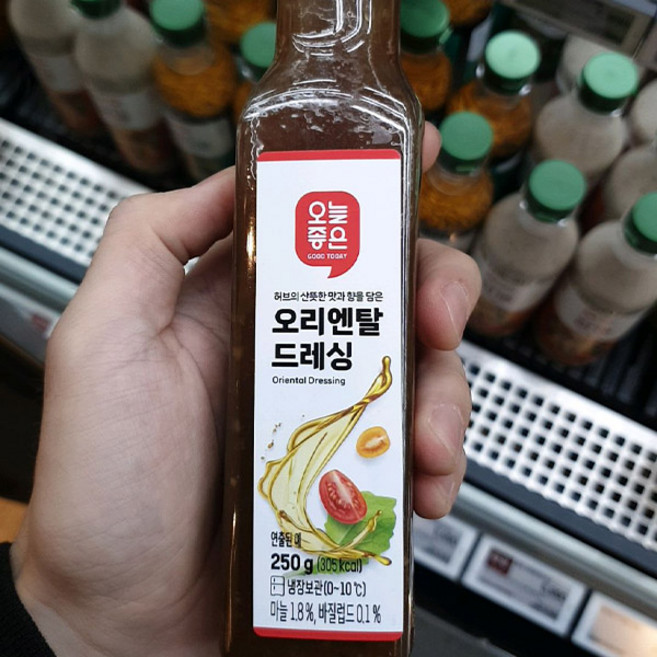 오늘
좋은
GOOD TODAY
허브의 산뜻한 맛과 향을 담은
오리엔탈
드레싱
Oriental Dressing
연출된 예
250 g (305 kcal)
냉장보관(0~10℃)
마늘 1.8%, 바질럽드 0.1%